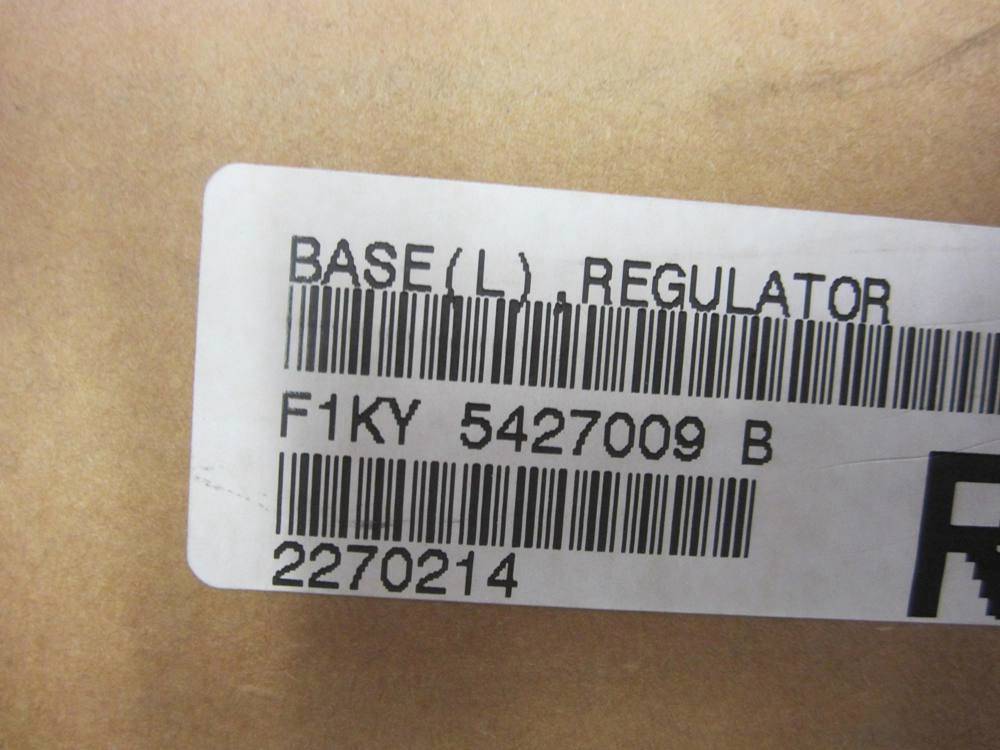 BASE(L),REGULATOR
F1KY 5427009 B
R
2270214